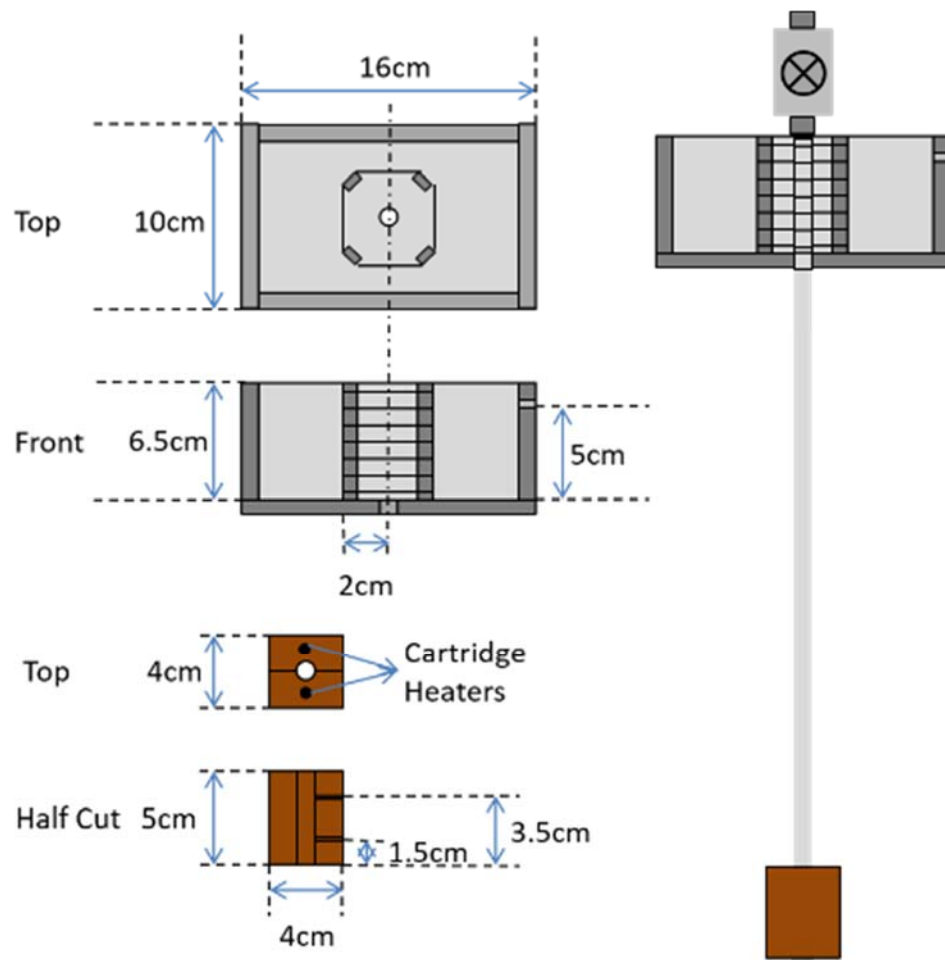 16cm
Top 10cm
Front 6.5cm
5cm
2cm
Top 4cm
Cartridge
Heaters
Half Cut 5cm
3.5cm
1.5cm
4cm